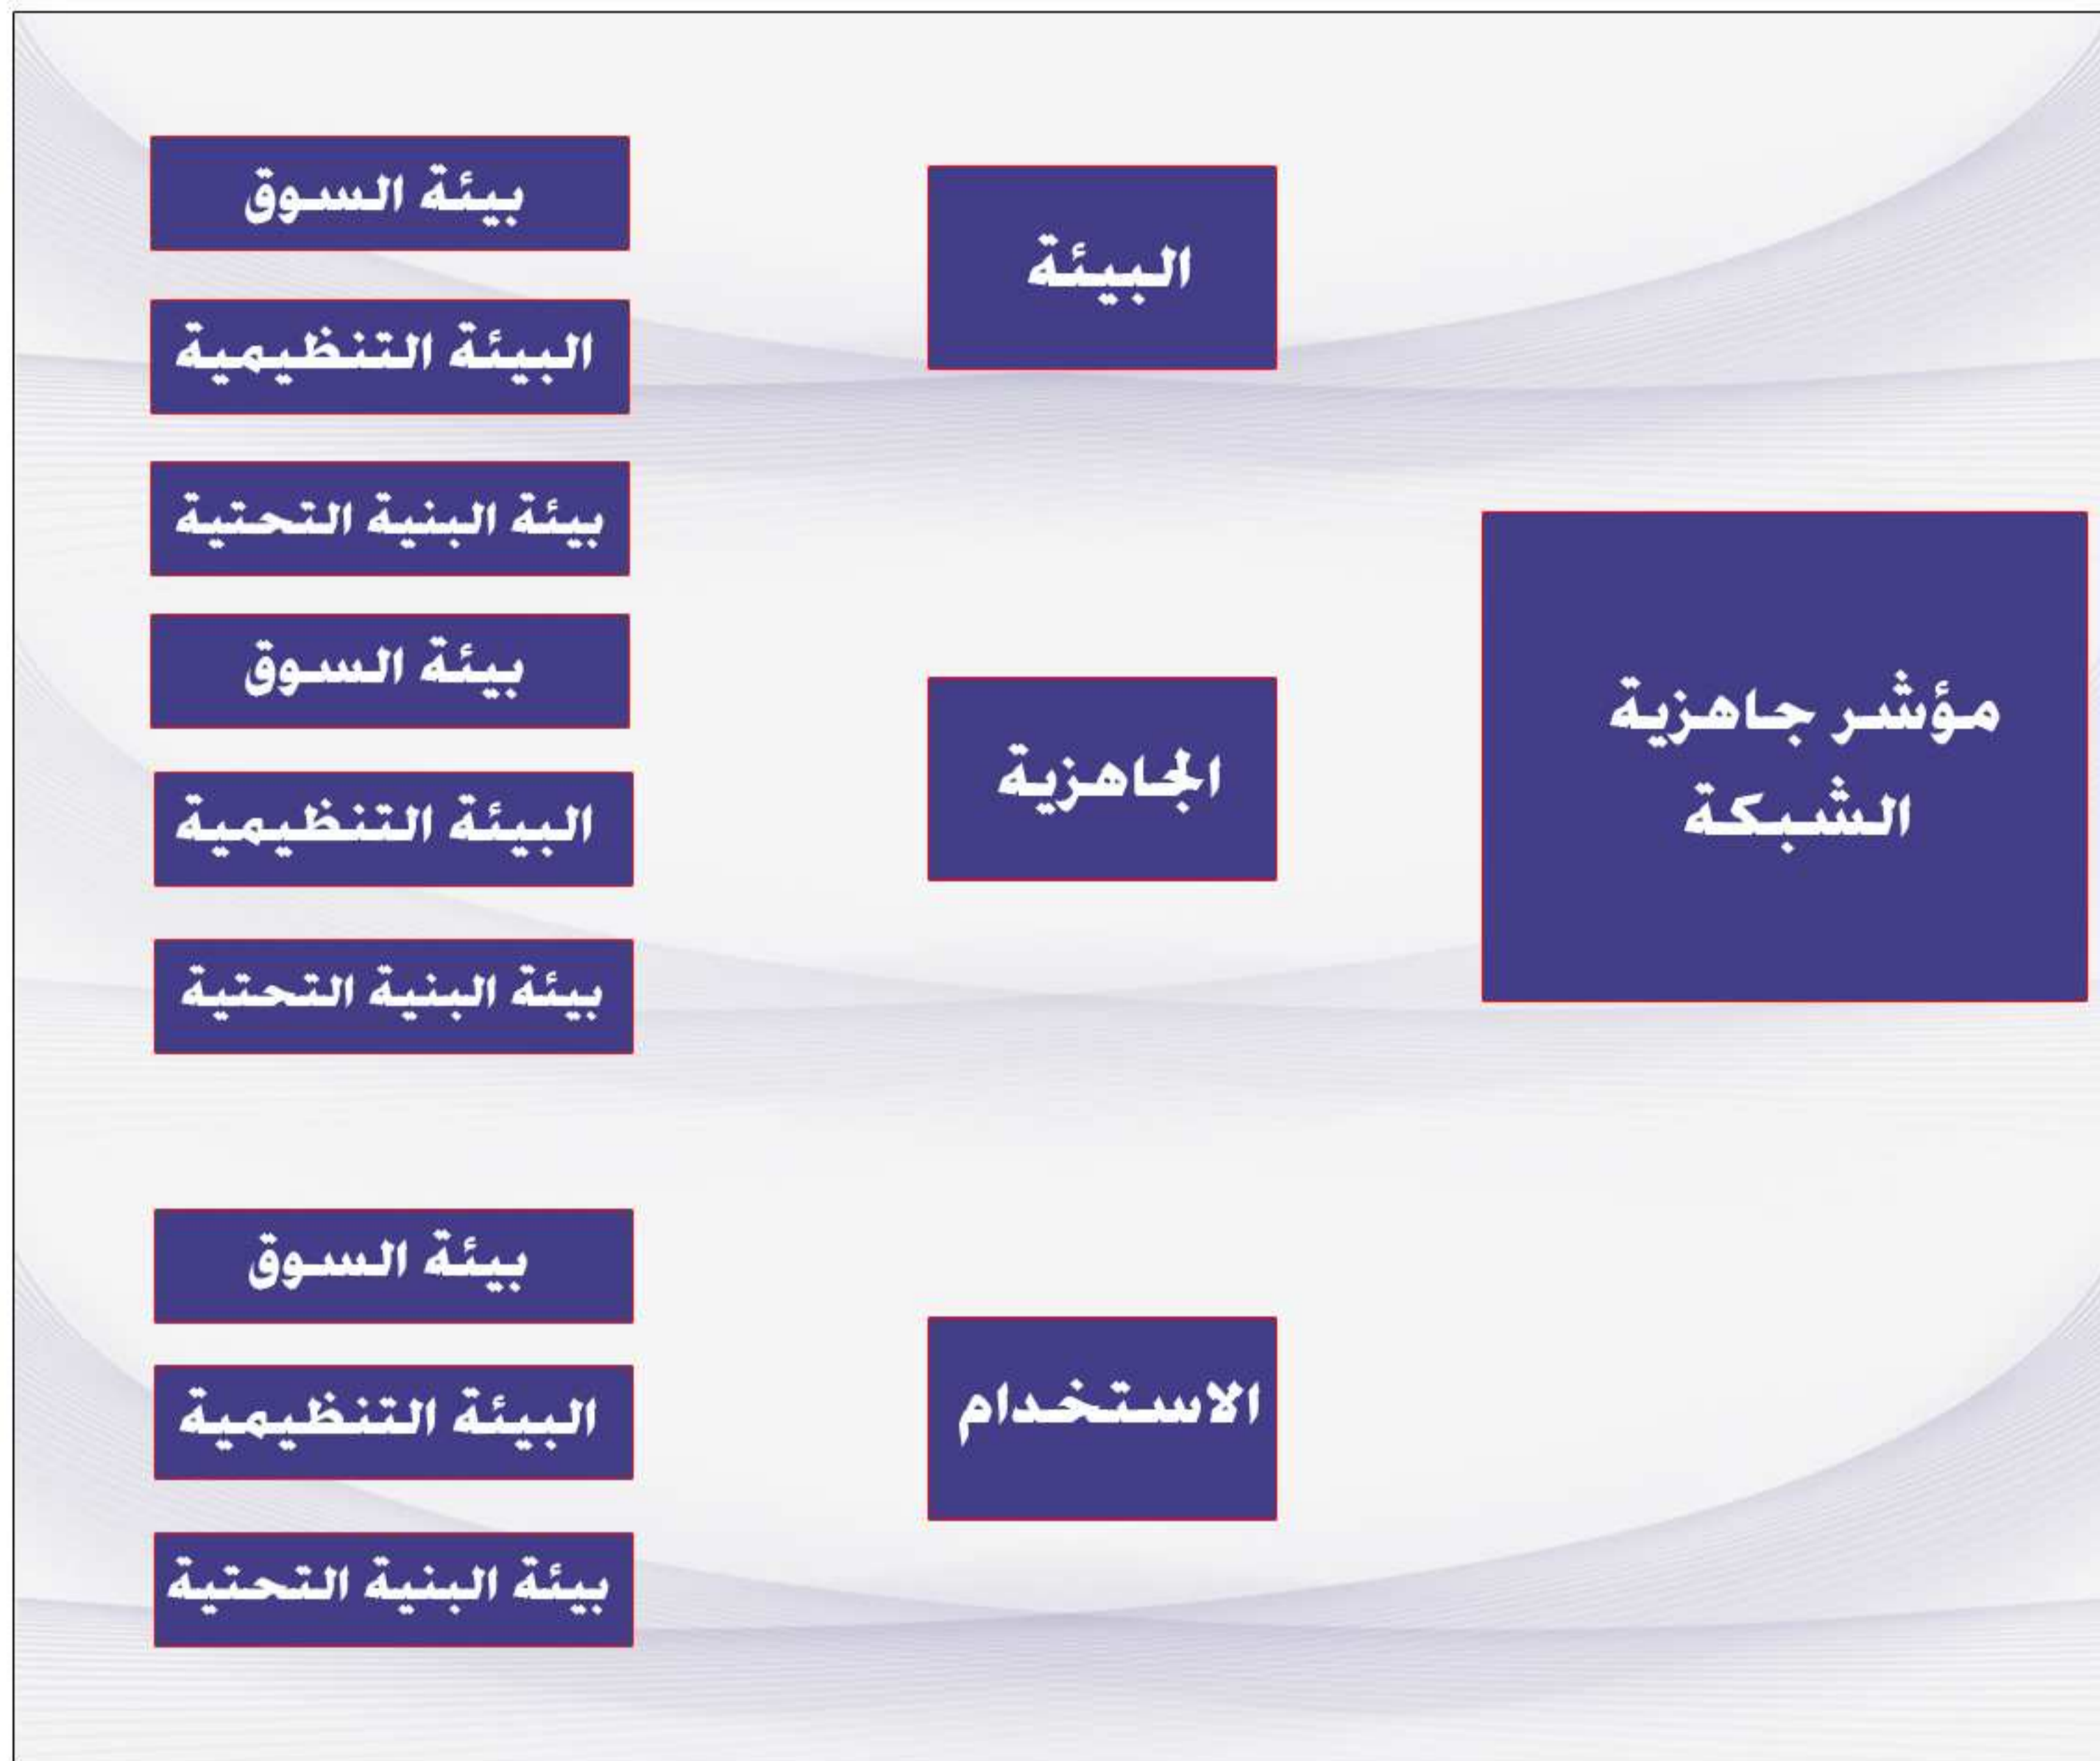 مؤشر جاهزية
الشبكة
البيئة
بيئة السوق
البيئة التنظيمية
بيئة البنية التحتية
الجاهزية
بيئة السوق
البيئة التنظيمية
بيئة البنية التحتية
الاستخدام
بيئة السوق
البيئة التنظيمية
بيئة البنية التحتية